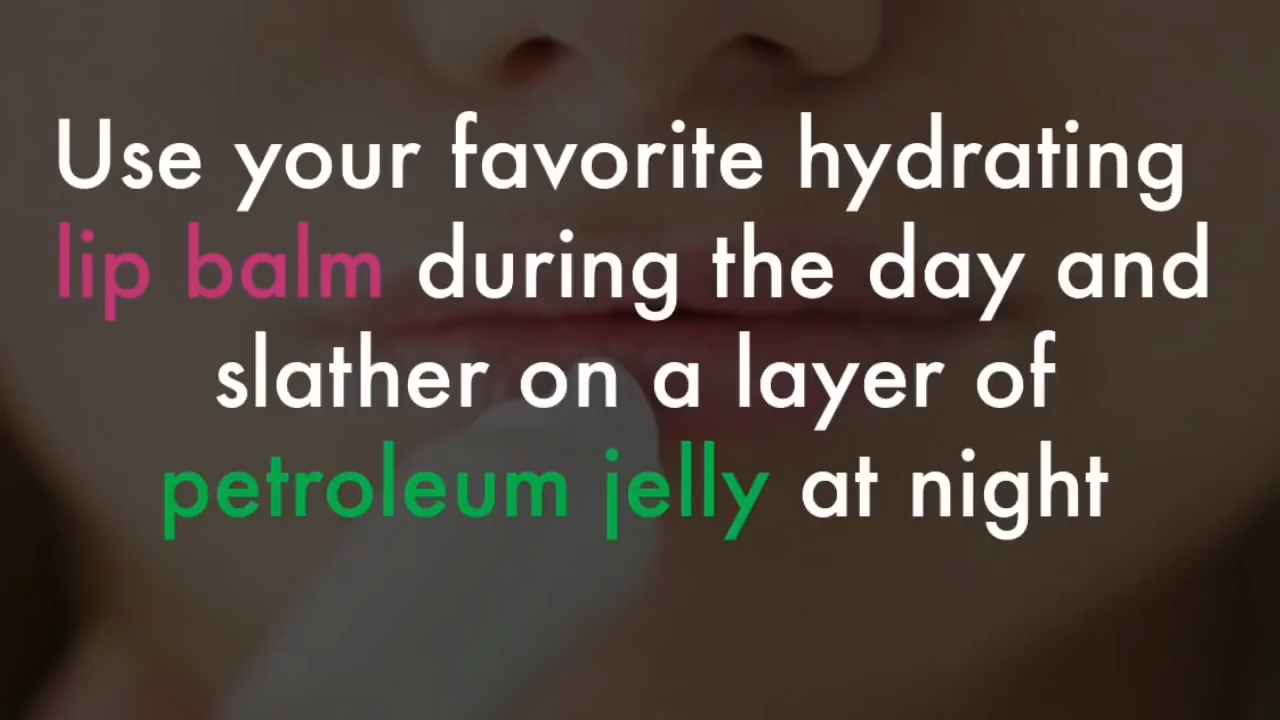 Use your favorite hydrating
lip balm during the day and
slather on a layer of
petroleum jelly at night